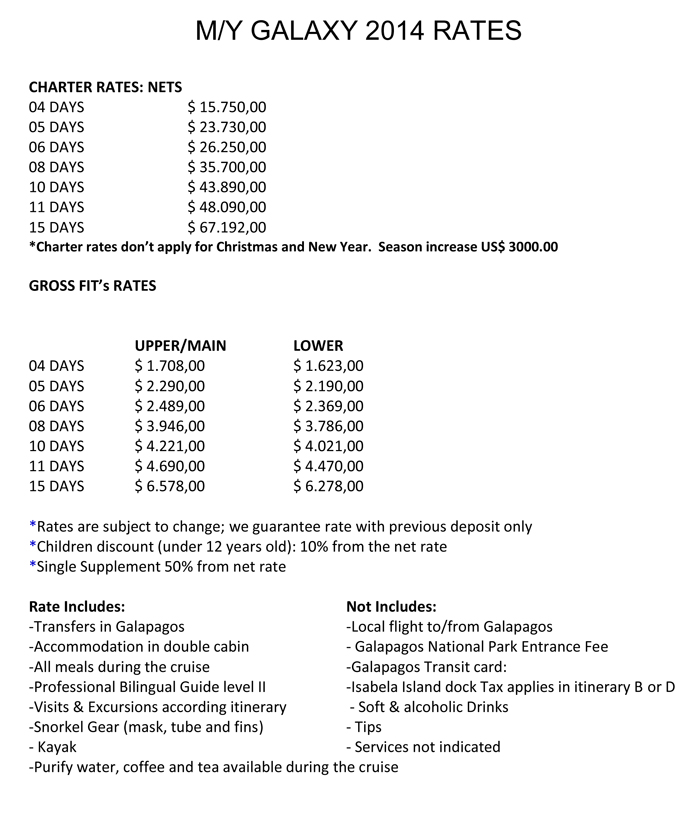 M/Y GALAXY 2014 RATES
CHARTER RATES: NETS
04 DAYS $ 15.750,00
05 DAYS $ 23.730,00
06 DAYS $ 26.250,00
08 DAYS $ 35.700,00
10 DAYS $ 43.890,00
11 DAYS $ 48.090,00
15 DAYS $ 67.192,00
*Charter rates don’t apply for Christmas and New Year.  Season increase US$ 3000.00
GROSS FIT’s RATES
UPPER/MAIN LOWER
04 DAYS $ 1.708,00 $ 1.623,00
05 DAYS $ 2.290,00 $ 2.190,00
06 DAYS $ 2.489,00 $ 2.369,00
08 DAYS $ 3.946,00 $ 3.786,00
10 DAYS $ 4.221,00 $ 4.021,00
11 DAYS $ 4.690,00 $ 4.470,00
15 DAYS $ 6.578,00 $ 6.278,00
*Rates are subject to change; we guarantee rate with previous deposit only
*Children discount (under 12 years old): 10% from the net rate
*Single Supplement 50% from net rate
Rate Includes:
-Transfers in Galapagos
-Accommodation in double cabin
-All meals during the cruise
-Professional Bilingual Guide level II
-Visits & Excursions according itinerary
-Snorkel Gear (mask, tube and fins)
- Kayak
-Purify water, coffee and tea available during the cruise
Not Includes:
-Local flight to/from Galapagos
- Galapagos National Park Entrance Fee
-Galapagos Transit card:
-Isabela Island dock Tax applies in itinerary B or D
- Soft & alcoholic Drinks
- Tips
- Services not indicated